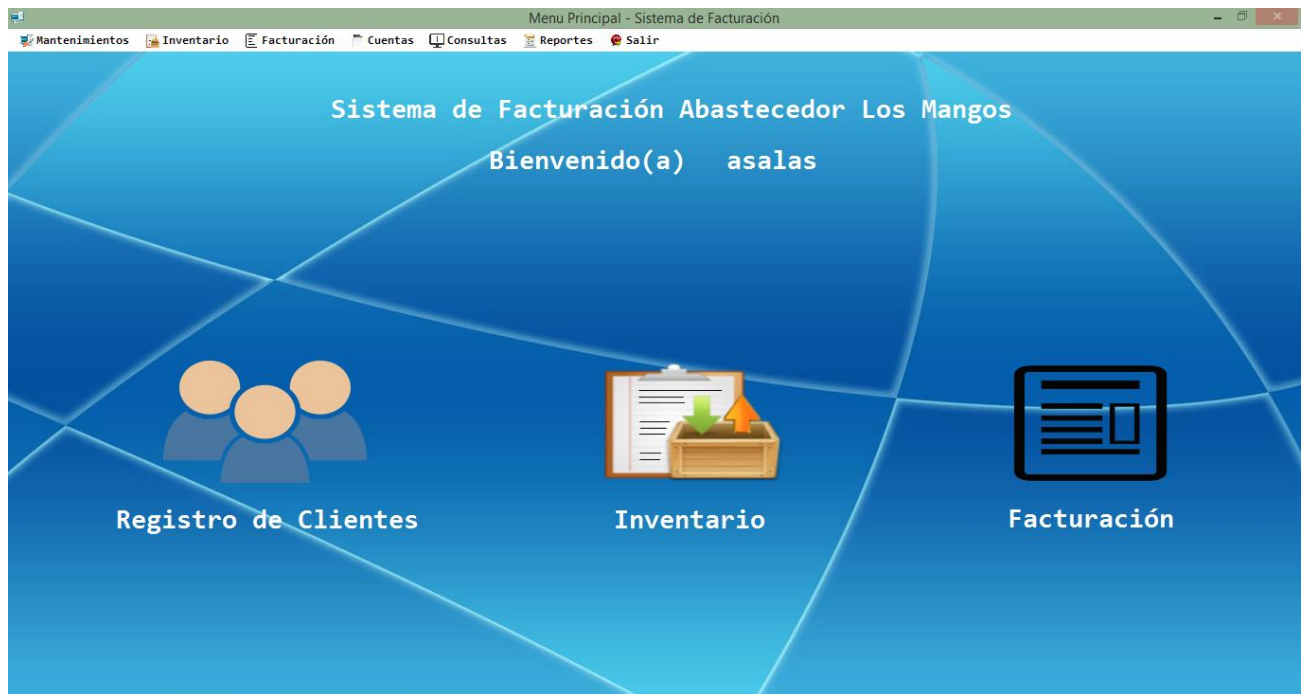 Menu Principal - Sistema de Facturación
Mantenimientos Inventario Facturación Cuentas Consultas Reportes Salir
Sistema de Facturación Abastecedor Los Mangos
Bienvenido(a) asalas
Registro de Clientes Inventario Facturación